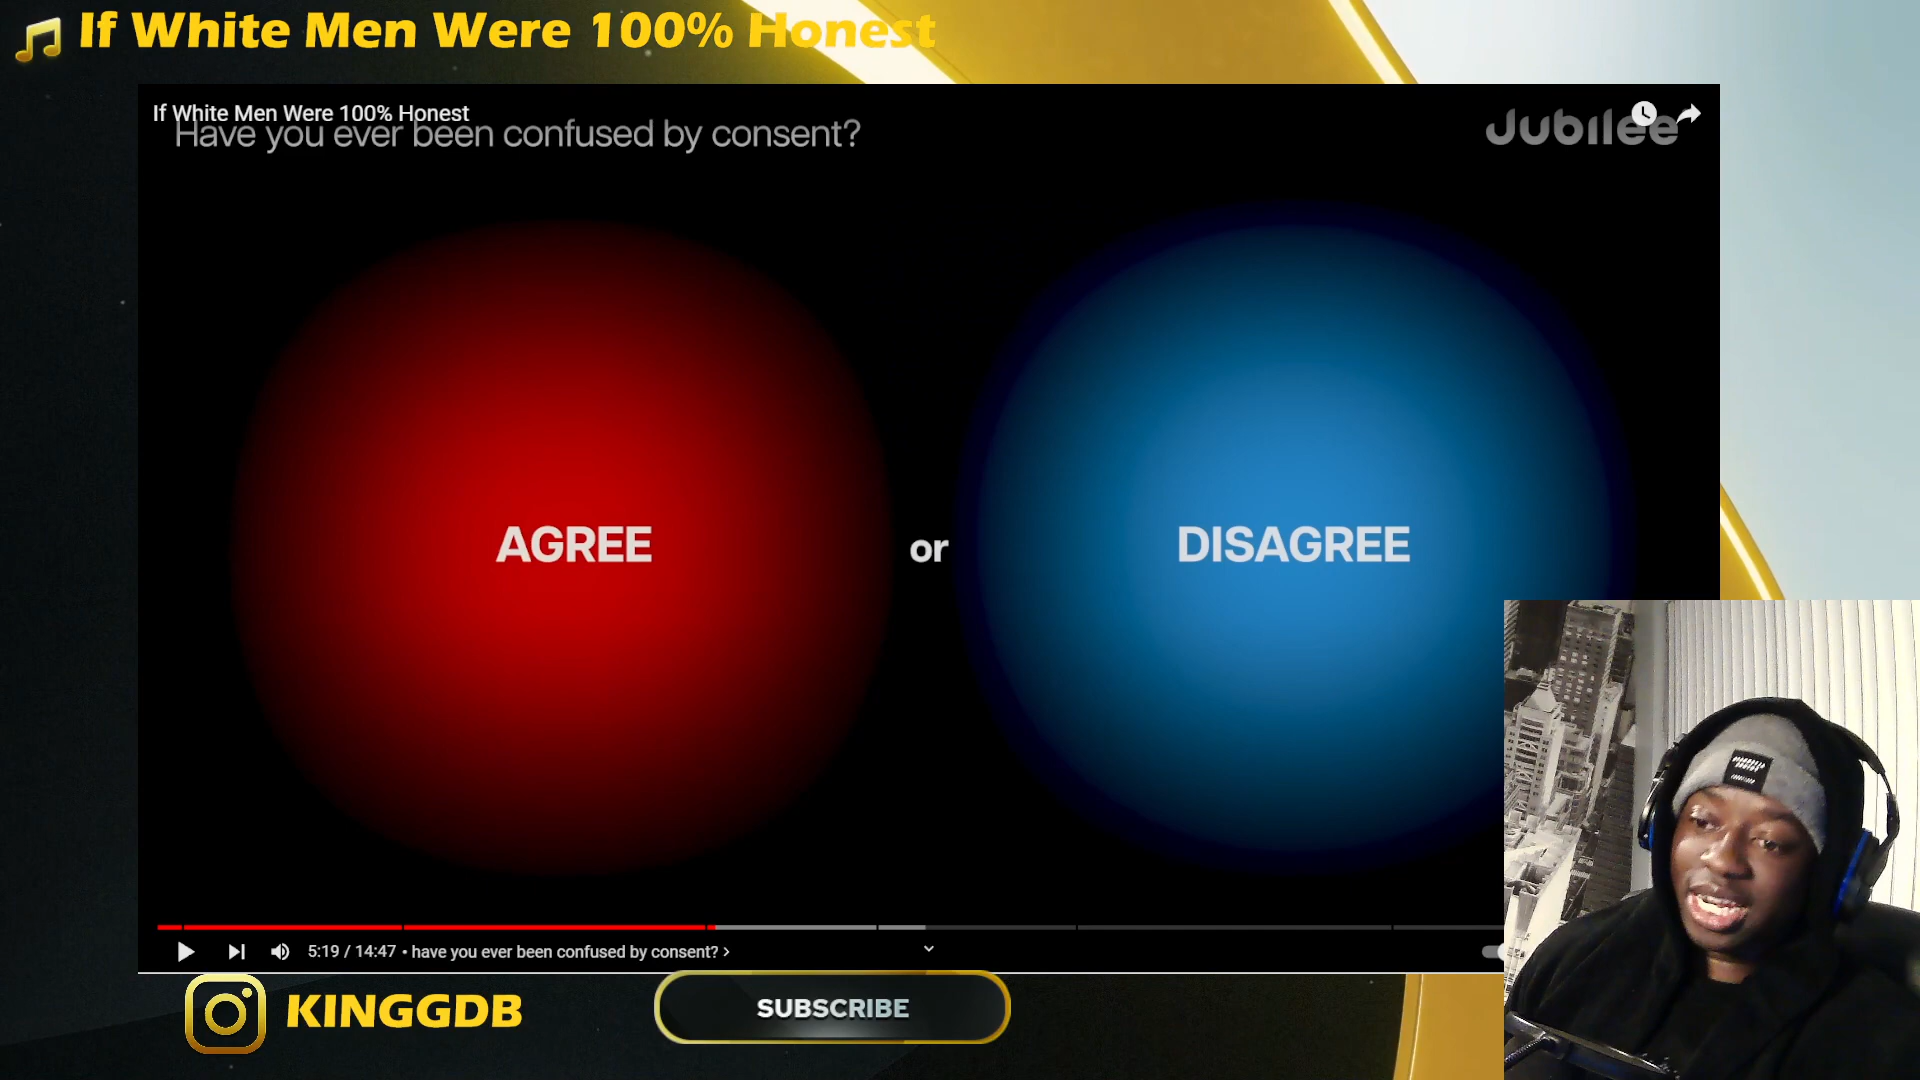 If White Men Were 100% Honest
If White Men Were 100% Honest
Have you ever been confused by consent?
Jubilee
AGREE
or
DISAGREE
5:19 / 14:47 • have you ever been confused by consent? ›
KINGGDB
SUBSCRIBE